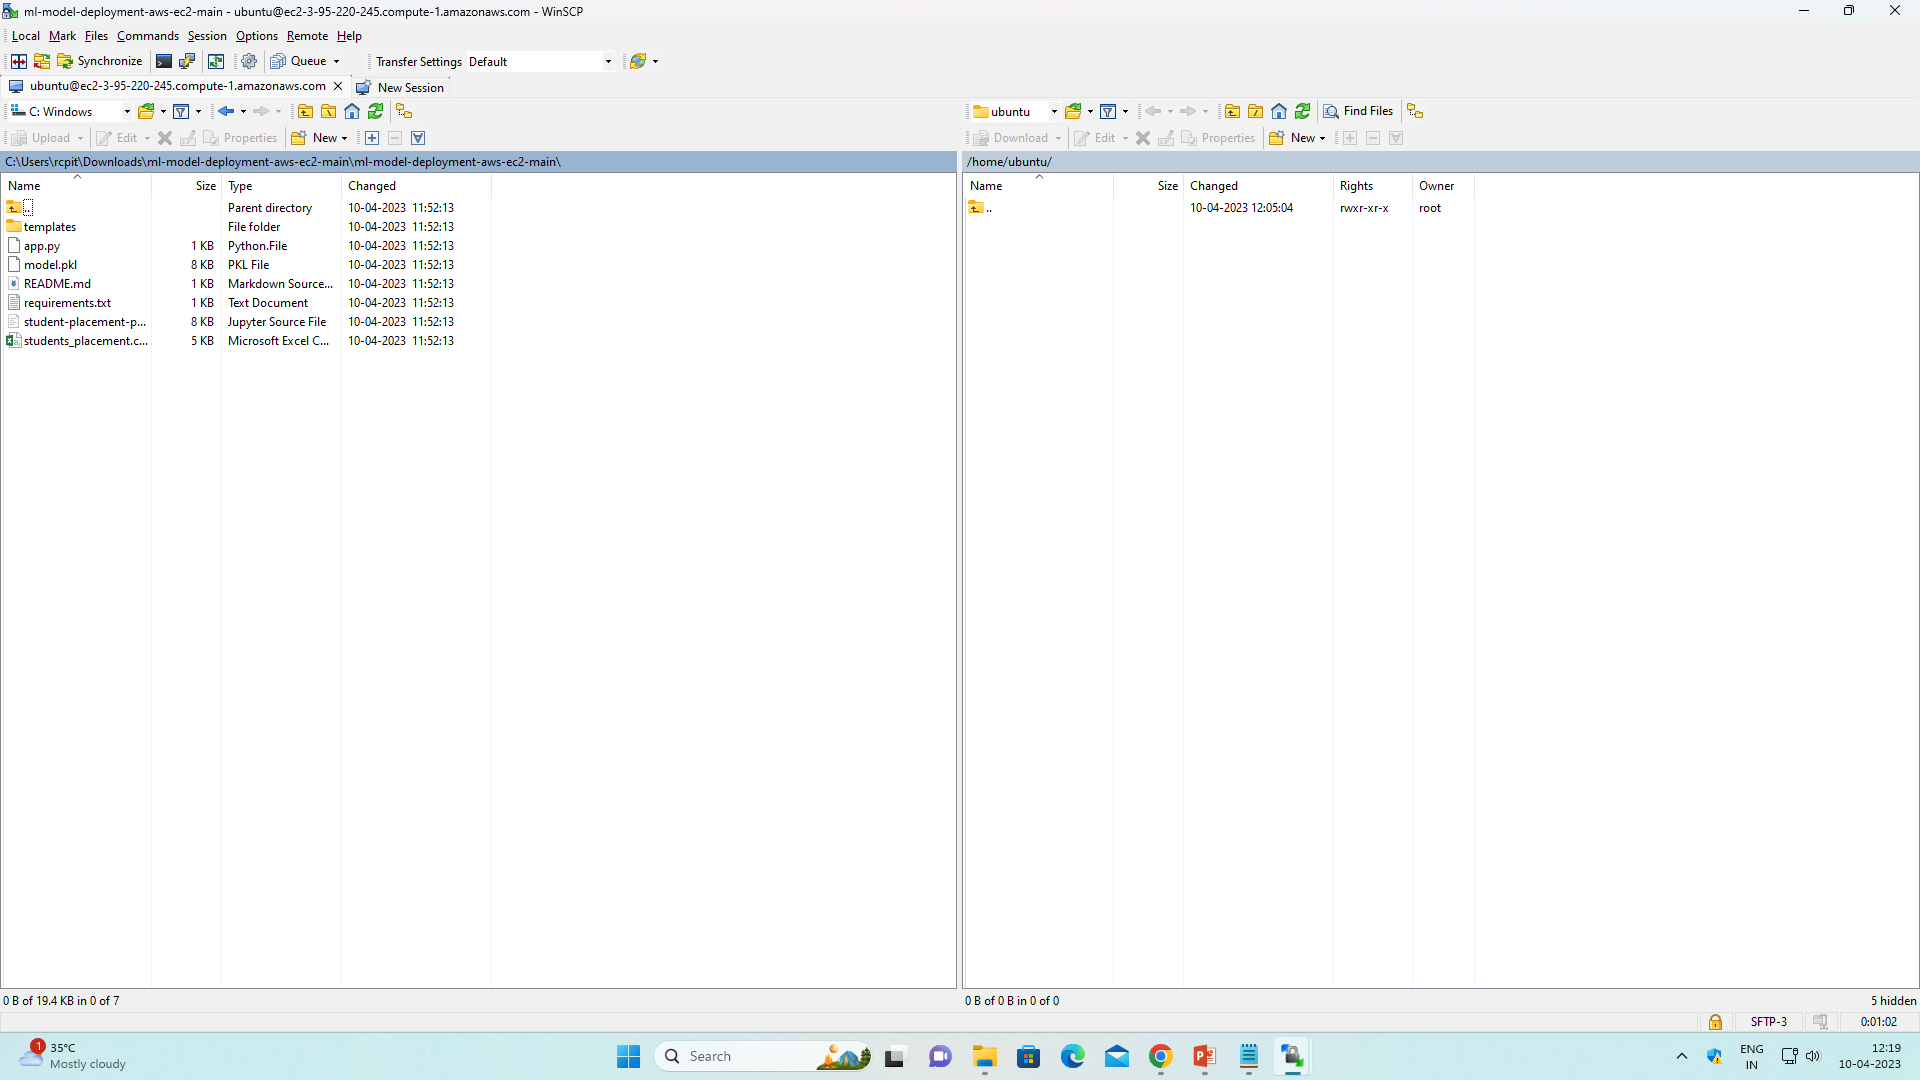 ml-model-deployment-aws-ec2-main - ubuntu@ec2-3-95-220-245.compute-1.amazonaws.com - WinSCP
Local Mark Files Commands Session Options Remote Help
Synchronize Queue Transfer Settings Default
ubuntu@ec2-3-95-220-245.compute-1.amazonaws.com New Session
C: Windows
Upload Edit Properties New
C:\Users\rcpit\Downloads\ml-model-deployment-aws-ec2-main\ml-model-deployment-aws-ec2-main\
Name Size Type Changed
.. Parent directory 10-04-2023 11:52:13
templates File folder 10-04-2023 11:52:13
app.py 1 KB Python.File 10-04-2023 11:52:13
model.pkl 8 KB PKL File 10-04-2023 11:52:13
README.md 1 KB Markdown Source... 10-04-2023 11:52:13
requirements.txt 1 KB Text Document 10-04-2023 11:52:13
student-placement-p... 8 KB Jupyter Source File 10-04-2023 11:52:13
students_placement.c... 5 KB Microsoft Excel C... 10-04-2023 11:52:13
0 B of 19.4 KB in 0 of 7
ubuntu Find Files
Download Edit Properties New
/home/ubuntu/
Name Size Changed Rights Owner
.. 10-04-2023 12:05:04 rwxr-xr-x root
0 B of 0 B in 0 of 0 5 hidden
SFTP-3 0:01:02
1
35°C
Mostly cloudy
Search
ENG
IN
12:19
10-04-2023